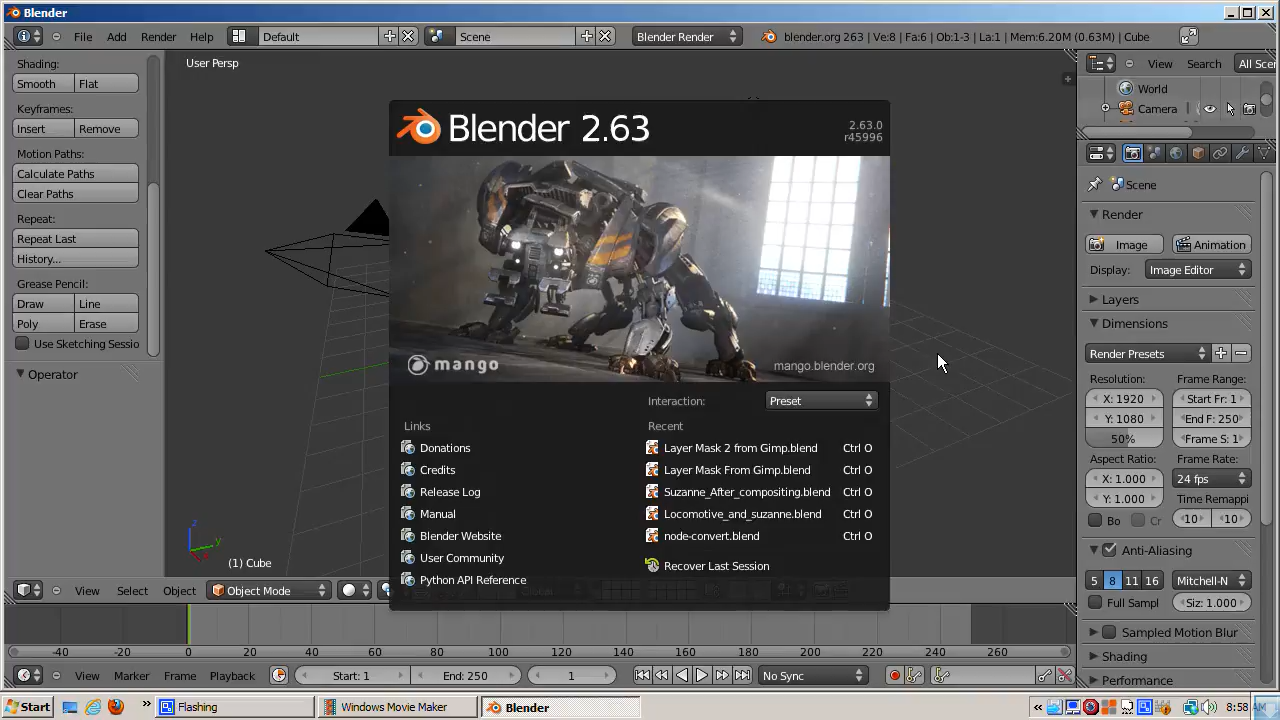 Blender
File Add Render Help Default Scene Blender Render blender.org 263 | Ve:8 | Fa:6 | Ob:1-3 | La:1 | Mem:6.20M (0.63M) | Cube
Shading:
Smooth Flat
Keyframes:
Insert Remove
Motion Paths:
Calculate Paths
Clear Paths
Repeat:
Repeat Last
History...
Grease Pencil:
Draw Line
Poly Erase
Use Sketching Sessio
Operator
User Persp
(1) Cube
z
y
Blender 2.63
2.63.0
r45996
mango
mango.blender.org
Interaction: Preset
Links
Donations
Credits
Release Log
Manual
Blender Website
User Community
Python API Reference
Recent
Layer Mask 2 from Gimp.blend Ctrl O
Layer Mask From Gimp.blend Ctrl O
Suzanne_After_compositing.blend Ctrl O
Locomotive_and_suzanne.blend Ctrl O
node-convert.blend Ctrl O
Recover Last Session
View Search All Scer
World
Camera
Scene
Render
Image Animation
Display: Image Editor
Layers
Dimensions
Render Presets
Resolution: Frame Range:
X: 1920 Start Fr: 1
Y: 1080 End F: 250
50% Frame S: 1
Aspect Ratio: Frame Rate:
X: 1.000 24 fps
Y: 1.000 Time Remappi
Bo Cr 10 10
Anti-Aliasing
5 8 11 16 Mitchell-N
Full Sampl Siz: 1.000
Sampled Motion Blur
Shading
Performance
View Select Object Object Mode Global
-40 -20 0 20 40 60 80 100 120 140 160 180 200 220 240 260
View Marker Frame Playback Start: 1 End: 250 1 No Sync
Start Flashing Windows Movie Maker Blender 8:58 AM